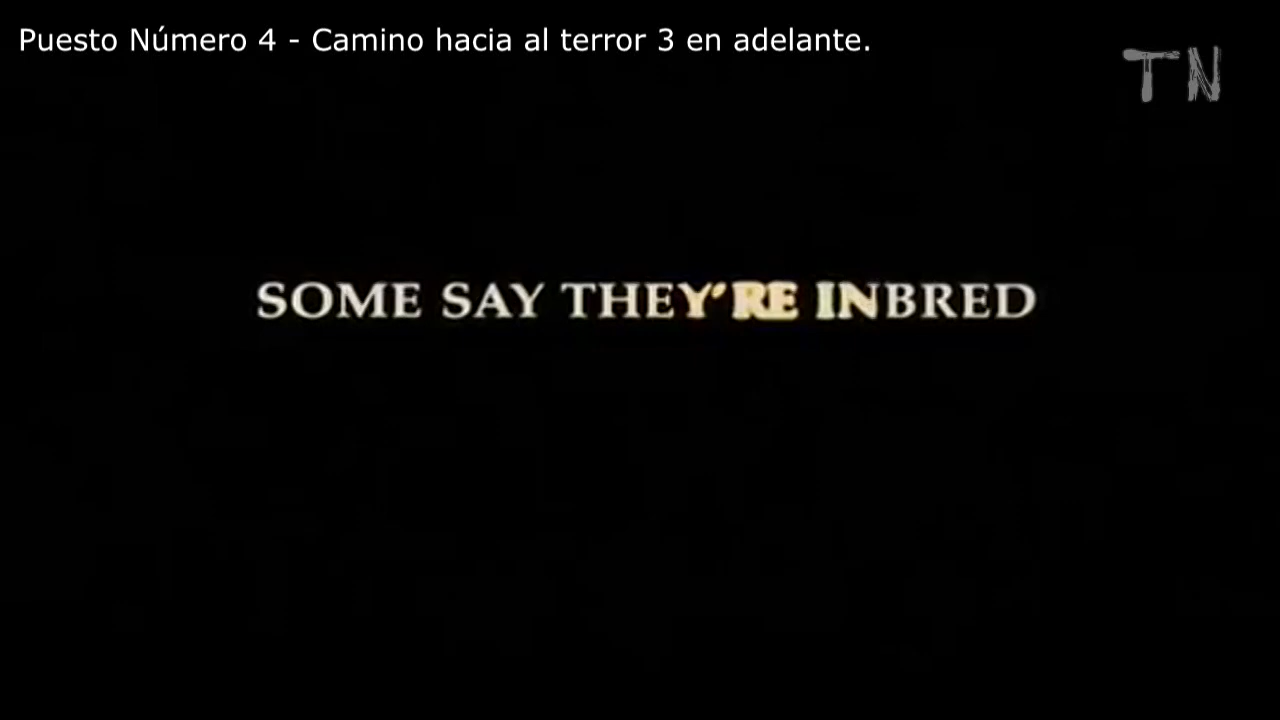 Puesto Número 4 - Camino hacia al terror 3 en adelante.
TN
SOME SAY THEY'RE INBRED